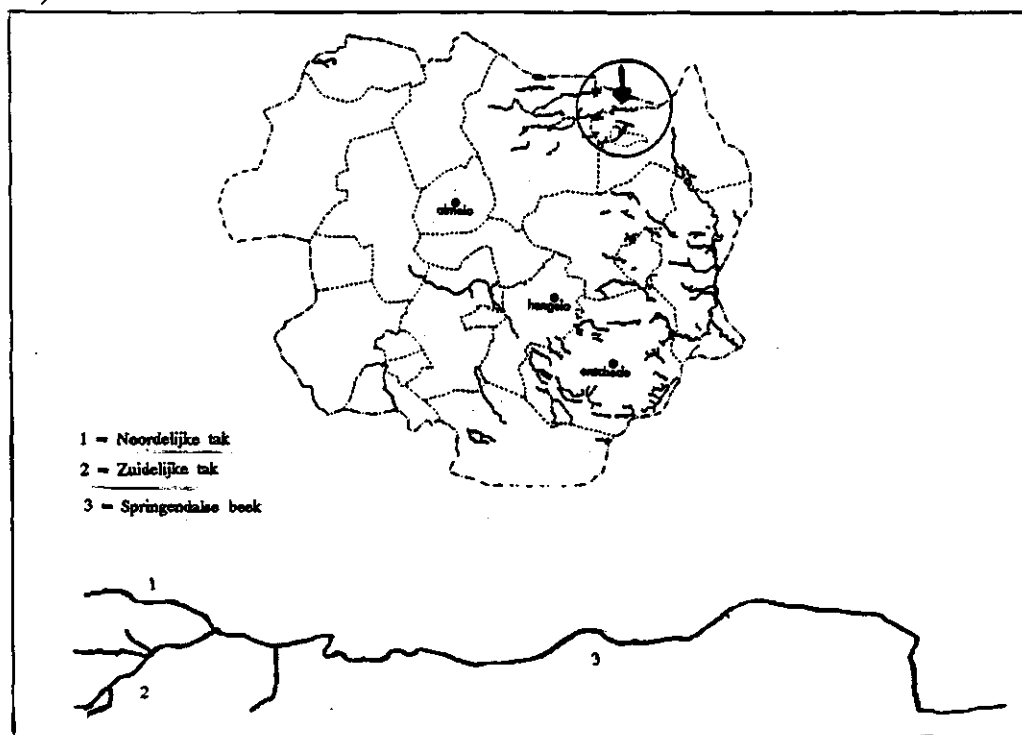 almelo
hengelo
enschede
1 = Noordelijke tak
2 = Zuidelijke tak
3 = Springendalse beek
1
3
2